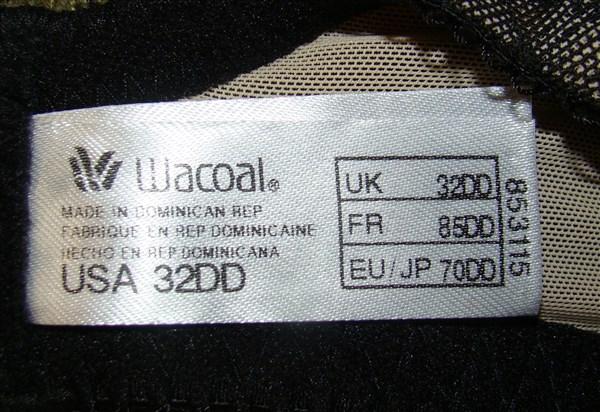 Wacoal®
MADE IN DOMINICAN REP
FABRIQUE EN REP DOMINICAINE
HECHO EN REP DOMINICANA
USA 32DD
UK 32DD
FR 85DD
EU/JP 70DD
853115